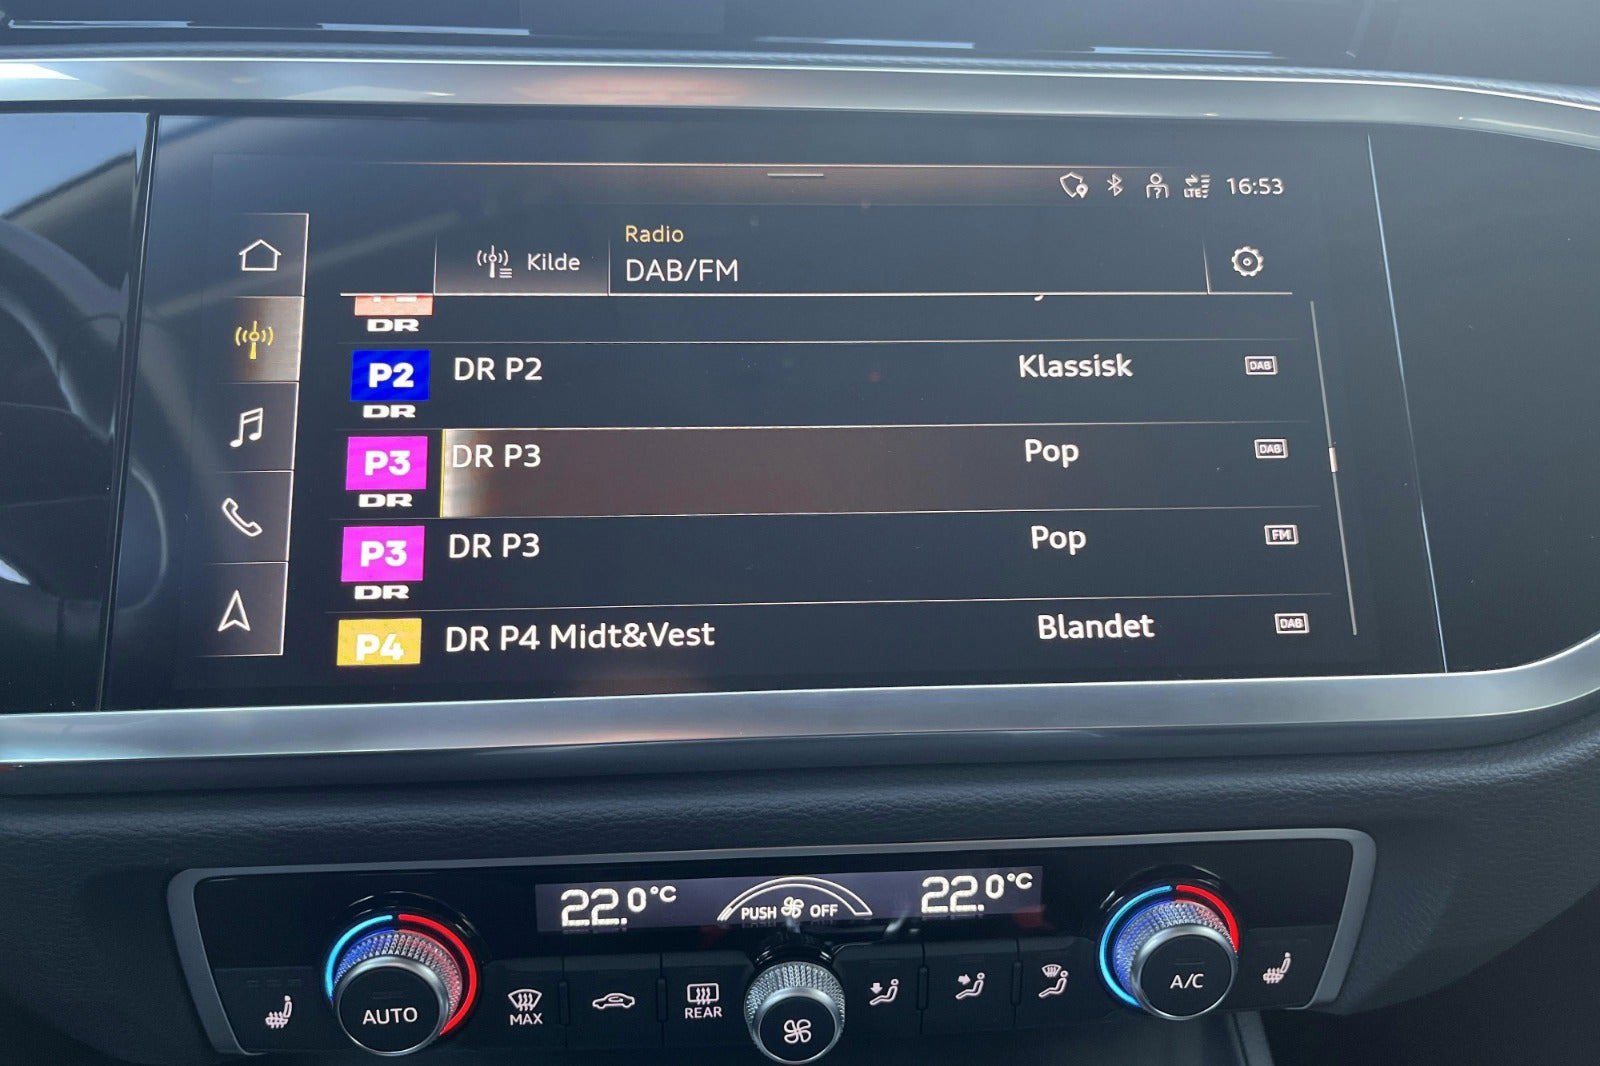 LTE 16:53
Kilde
Radio
DAB/FM
DR
P2 DR
DR P2 Klassisk DAB
P3 DR
DR P3 Pop DAB
P3 DR
DR P3 Pop FM
P4
DR P4 Midt&Vest Blandet DAB
22.0°C PUSH OFF 22.0°C
AUTO
MAX
REAR
A/C